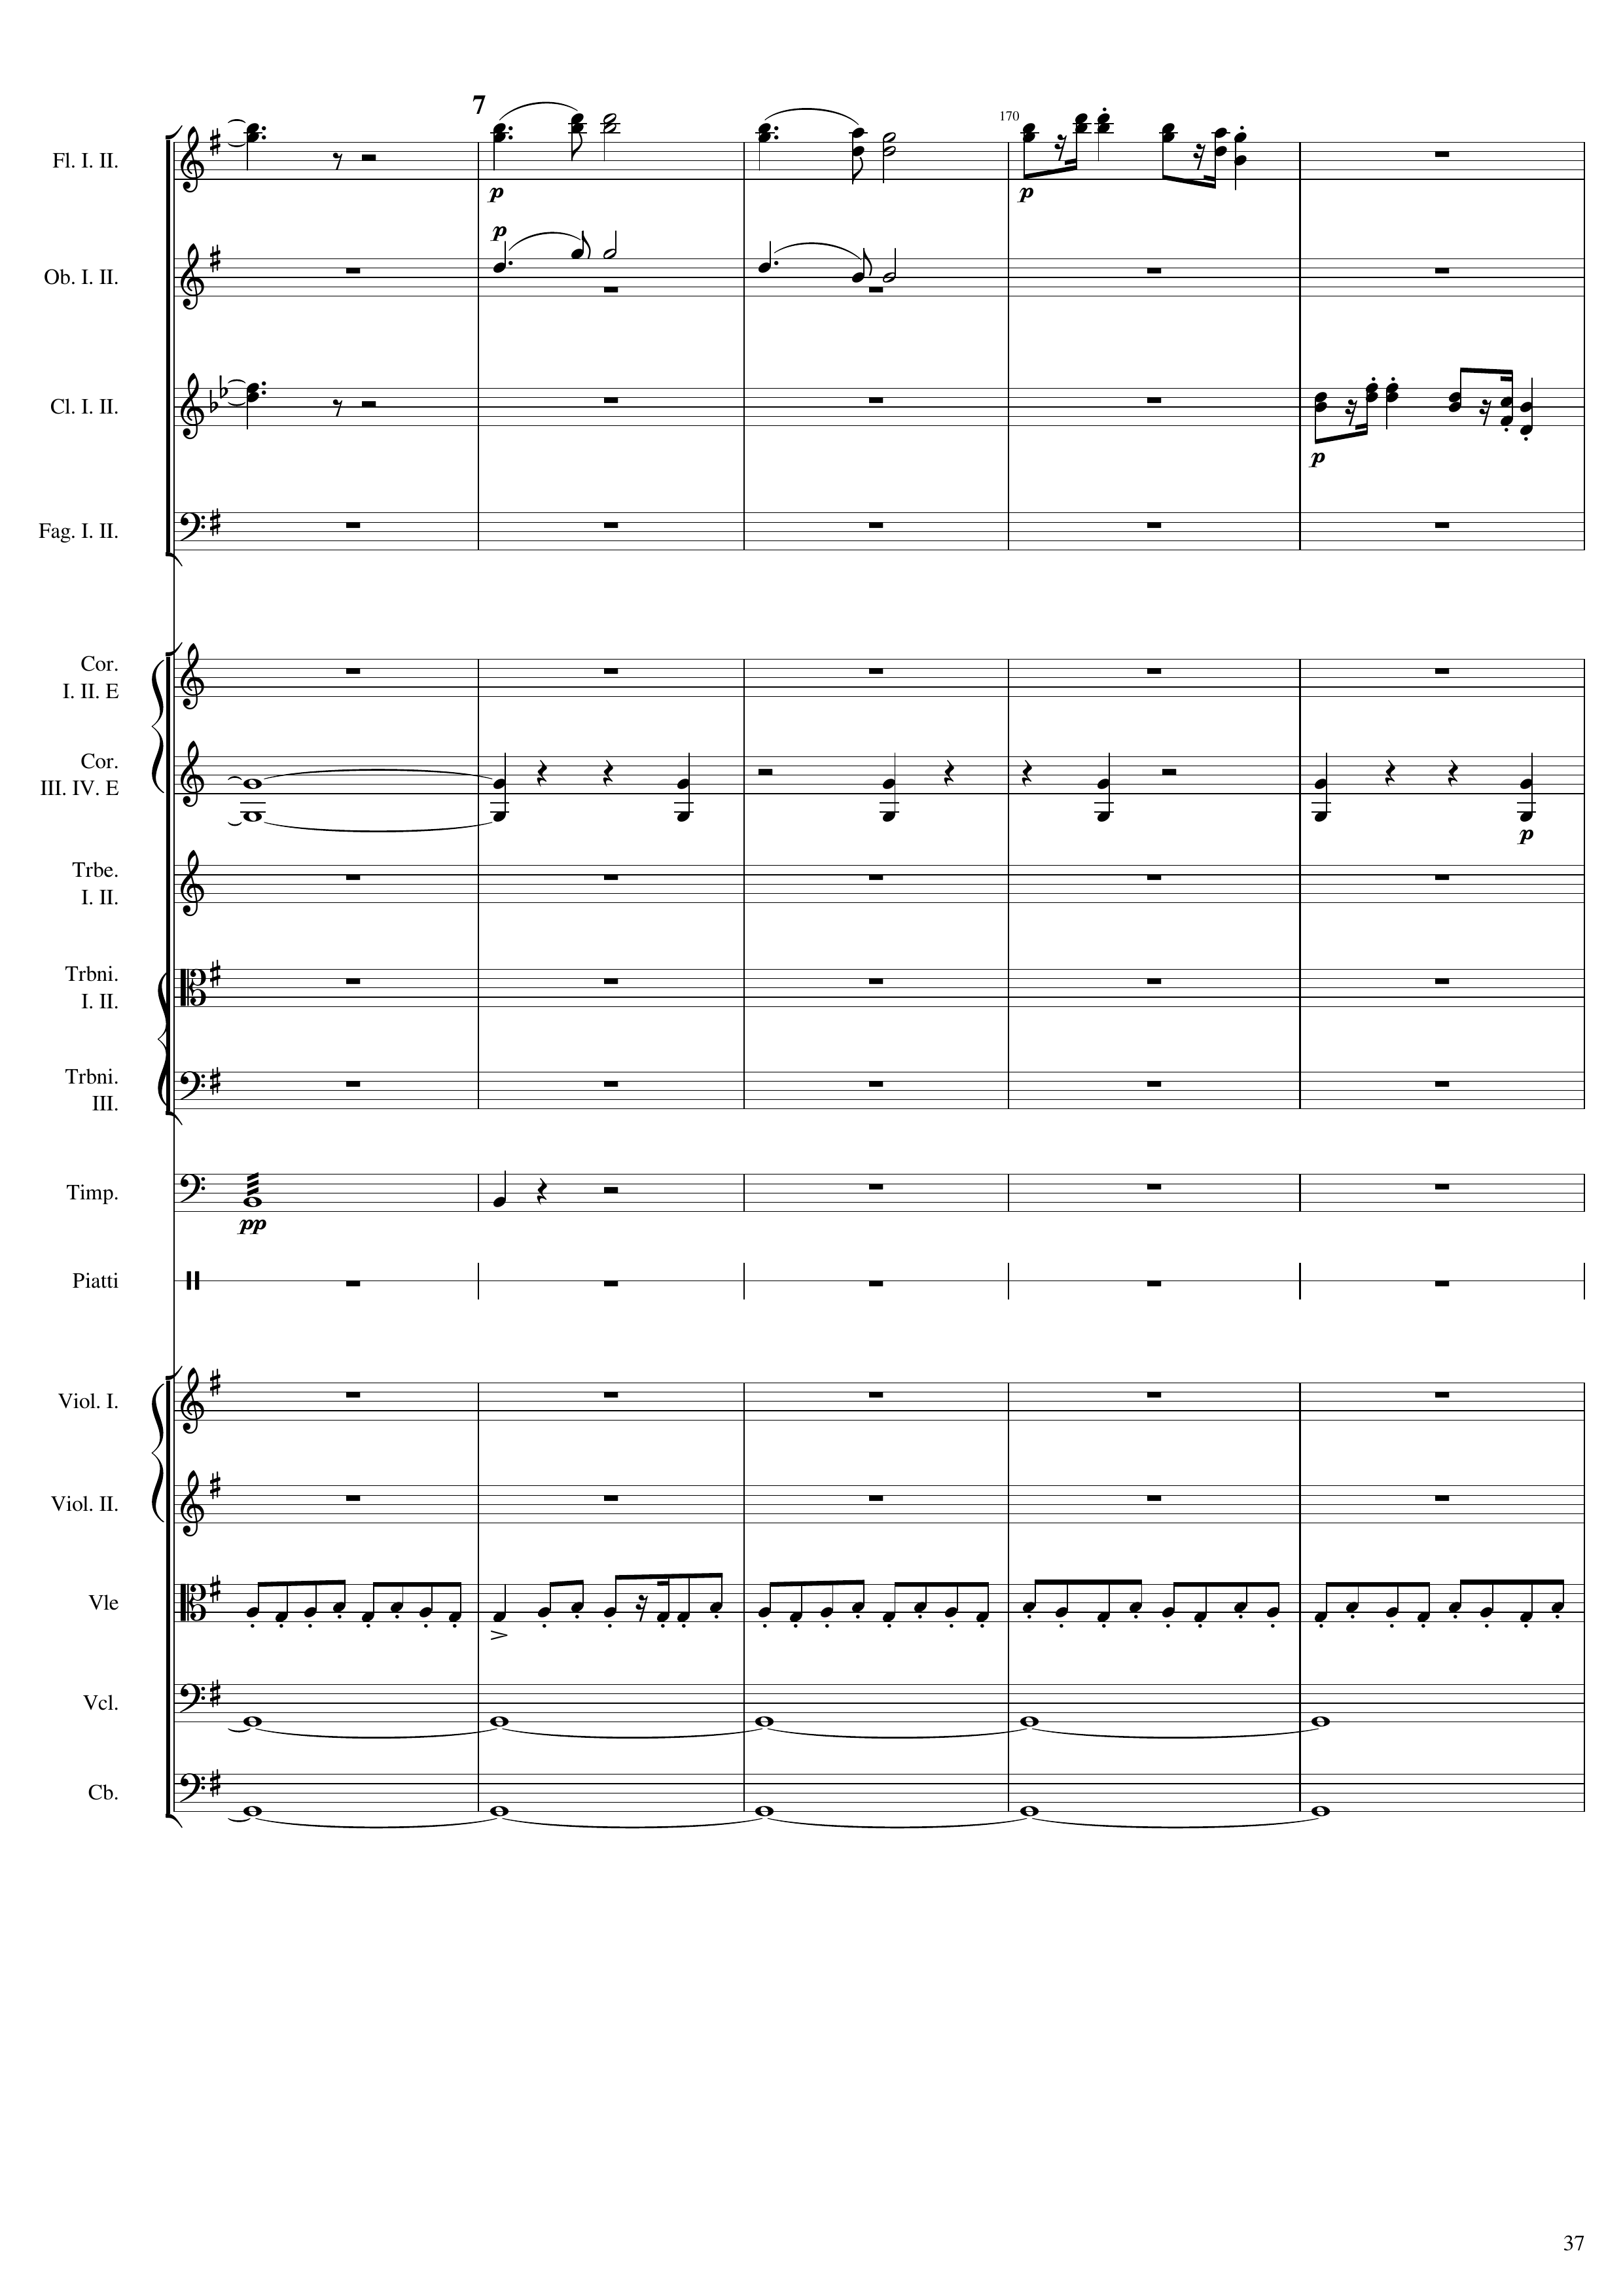 7
170
Fl. I. II.
p
p
p
Ob. I. II.
Cl. I. II.
p
Fag. I. II.
Cor.
I. II. E
Cor.
III. IV. E
p
Trbe.
I. II.
Trbni.
I. II.
Trbni.
III.
Timp.
pp
Piatti
Viol. I.
Viol. II.
Vle
Vcl.
Cb.
37